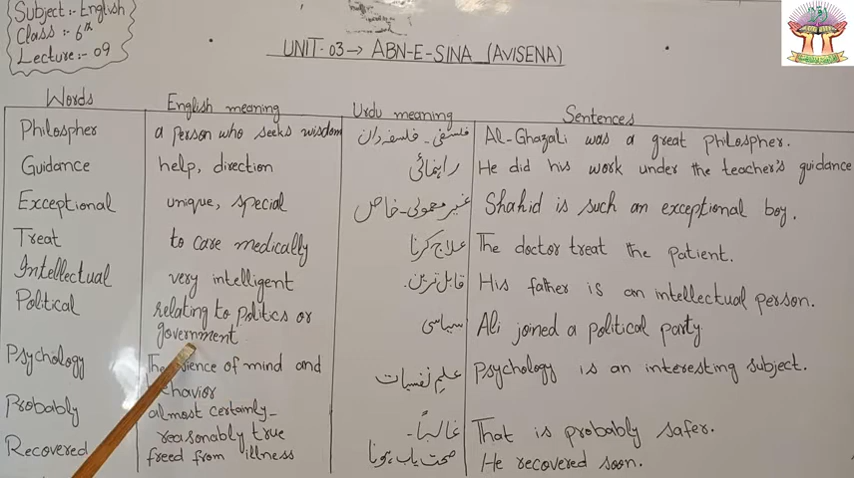 Subject:- English
Class:- 6th
Lecture:- 09
UNIT-03 → ABN-E-SINA (AVISENA)
Words English meaning Urdu meaning Sentences
Philospher a person who seeks wisdom فلسفی - فلسفہ دان Al-Ghazali was a great philospher.
Guidance help, direction راہنمائی He did his work under the teacher's guidance
Exceptional unique, special غیر معمولی - خاص Shahid is such an exceptional boy.
Treat to care medically علاج کرنا The doctor treat the patient.
Intellectual very intelligent قابل ترین - His father is an intellectual person.
Political relating to politics or
government سیاسی Ali joined a political party
Psychology The of mind and علم نفسیات Psychology is an interesting subject.
Probably almost certainly-
reasonably true غالباً - That is probably safer.
Recovered freed from illness صحت یاب ہونا He recovered soon.